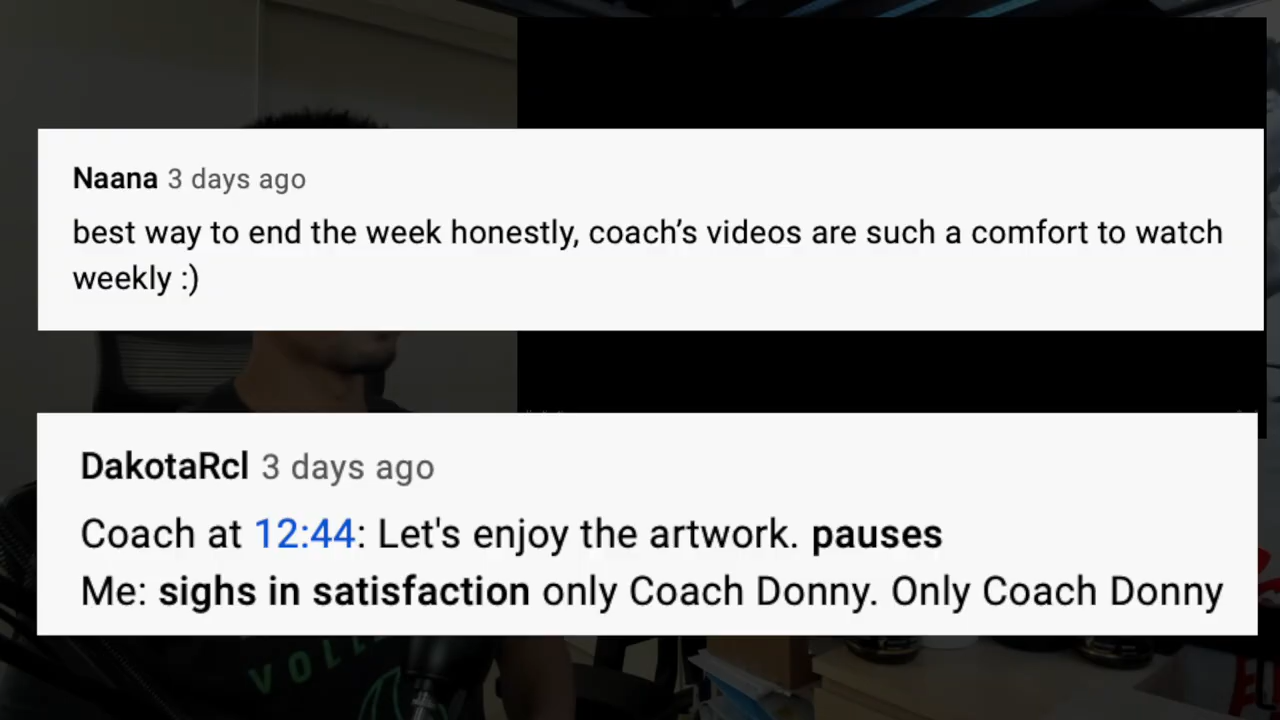 Naana 3 days ago
best way to end the week honestly, coach’s videos are such a comfort to watch
weekly :)
DakotaRcl 3 days ago
Coach at 12:44: Let's enjoy the artwork. pauses
Me: sighs in satisfaction only Coach Donny. Only Coach Donny